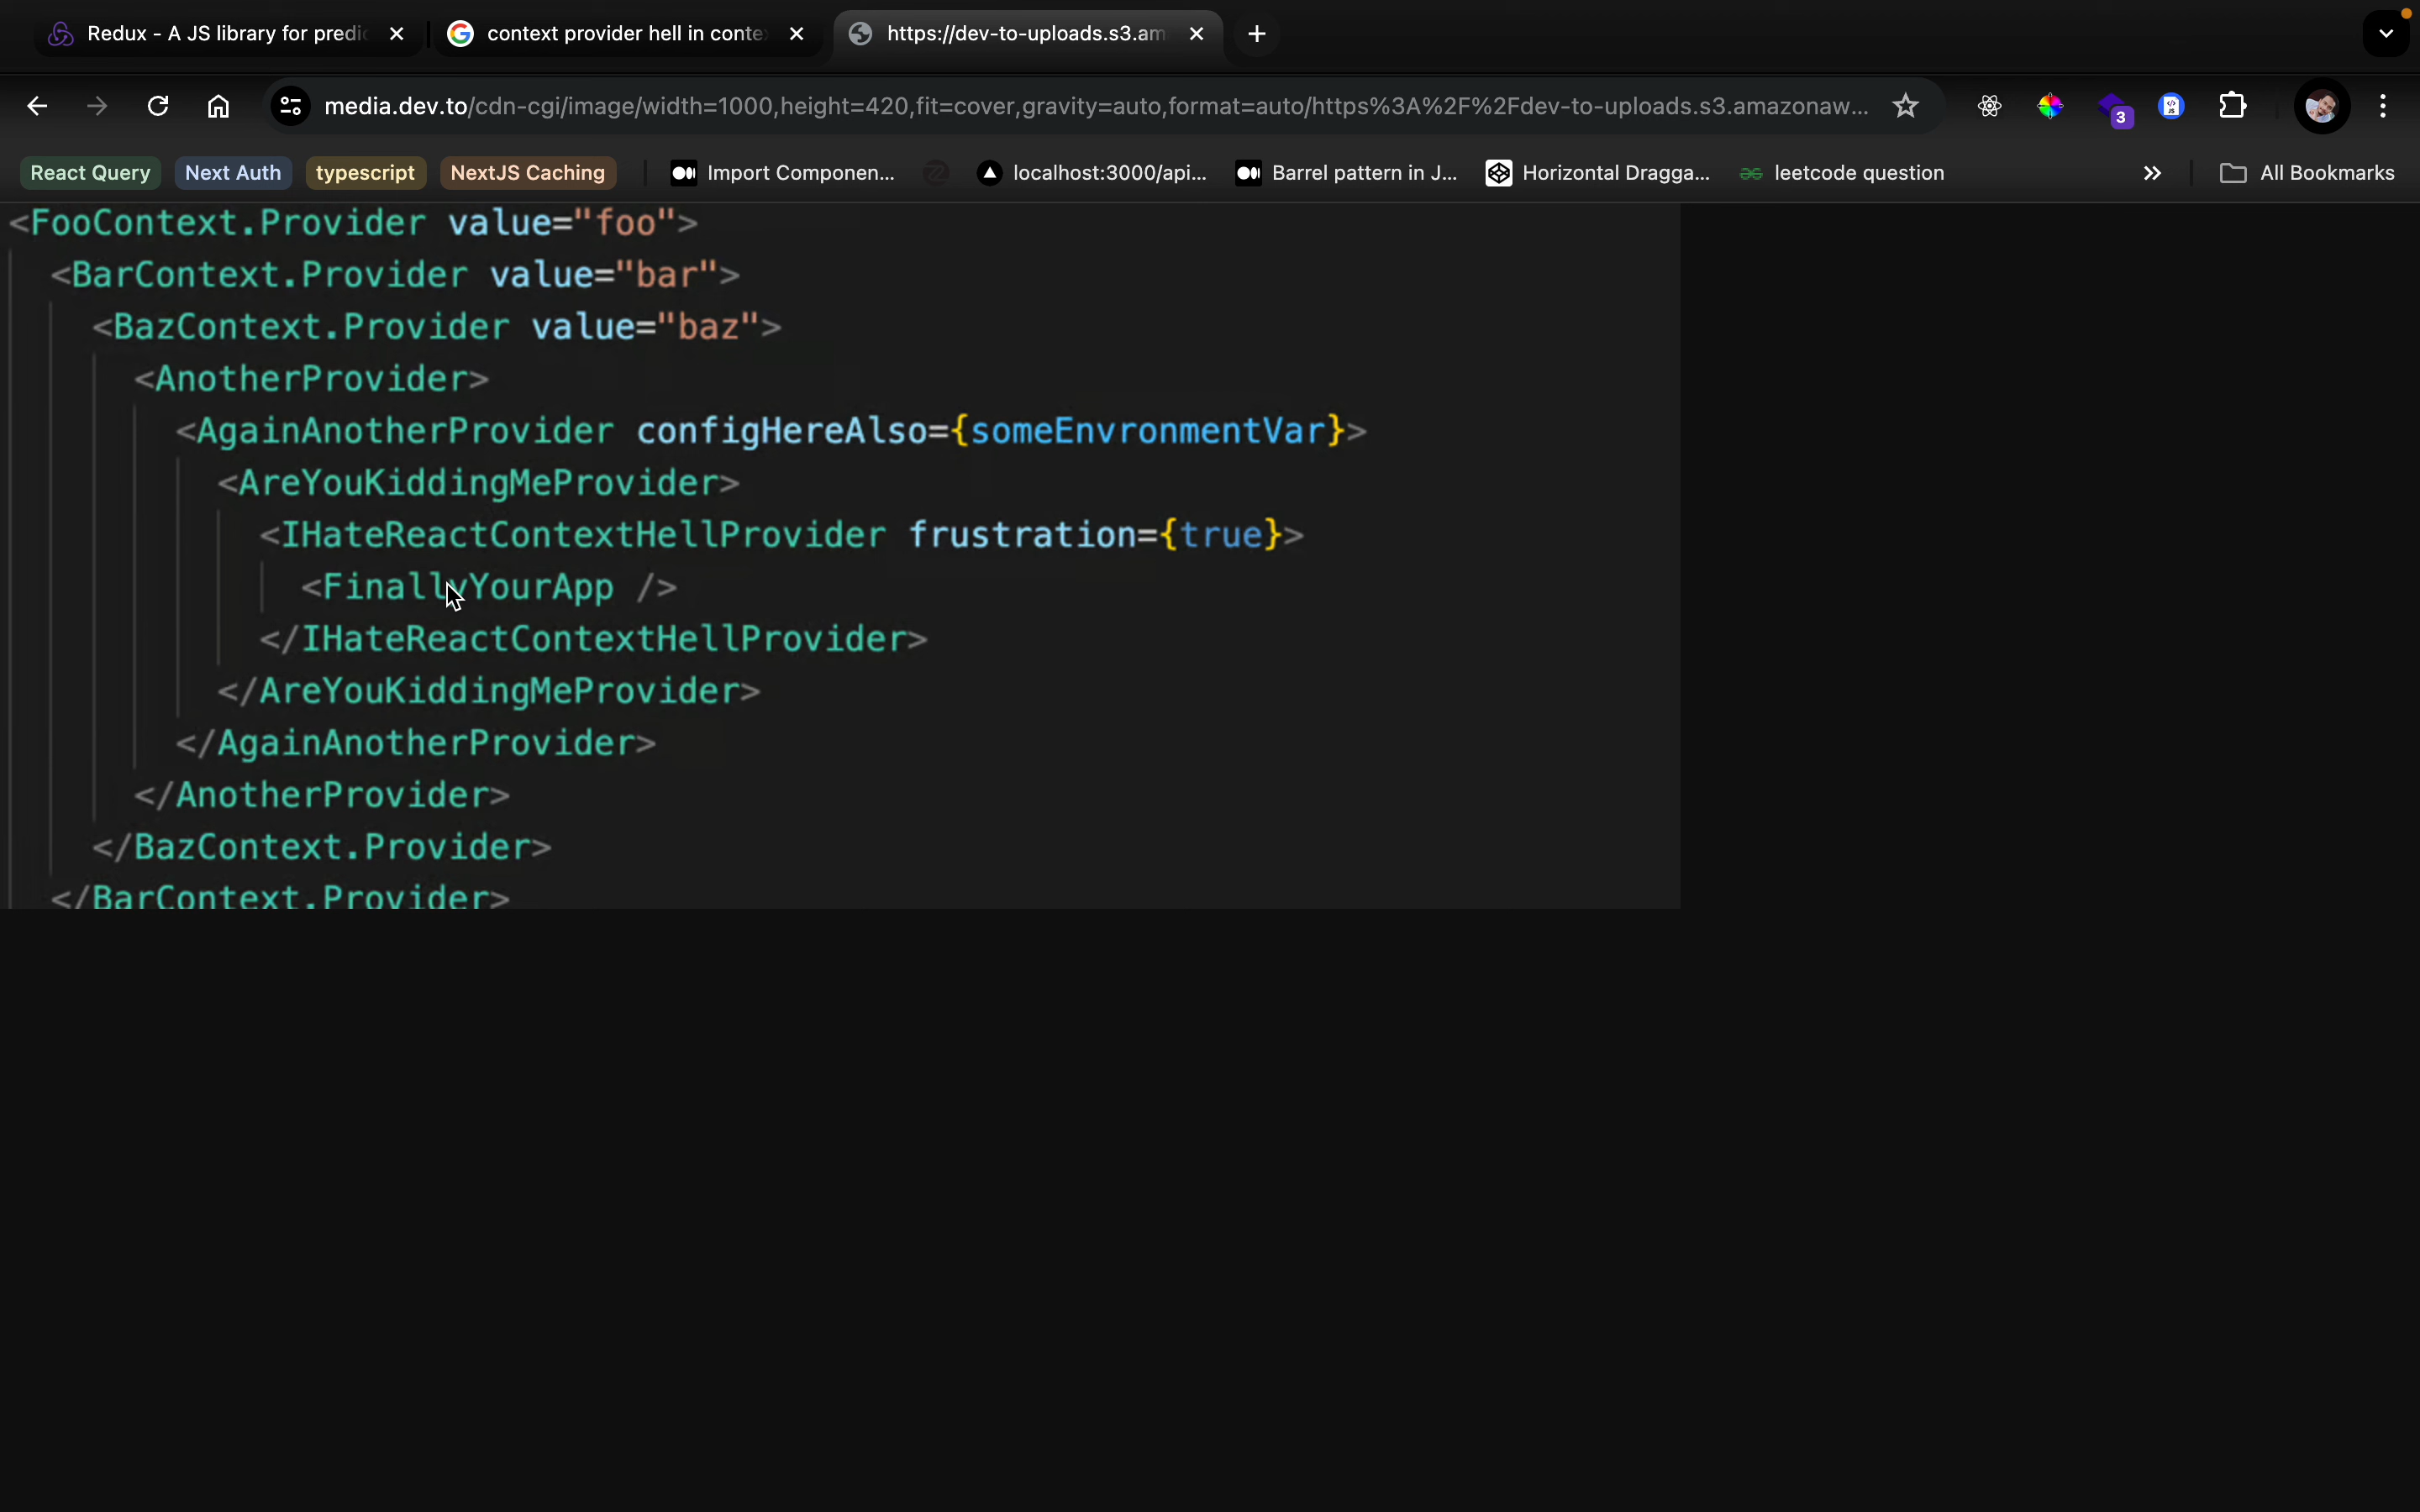 Redux - A JS library for predic
context provider hell in conte
https://dev-to-uploads.s3.am
media.dev.to/cdn-cgi/image/width=1000,height=420,fit=cover,gravity=auto,format=auto/https%3A%2F%2Fdev-to-uploads.s3.amazonaw...
3
React Query
Next Auth
typescript
NextJS Caching
Import Componen...
localhost:3000/api...
Barrel pattern in J...
Horizontal Dragga...
leetcode question
All Bookmarks
<FooContext.Provider value="foo">
<BarContext.Provider value="bar">
<BazContext.Provider value="baz">
<AnotherProvider>
<AgainAnotherProvider configHereAlso={someEnvronmentVar}>
<AreYouKiddingMeProvider>
<IHateReactContextHellProvider frustration={true}>
<FinallyYourApp />
</IHateReactContextHellProvider>
</AreYouKiddingMeProvider>
</AgainAnotherProvider>
</AnotherProvider>
</BazContext.Provider>
</BarContext.Provider>